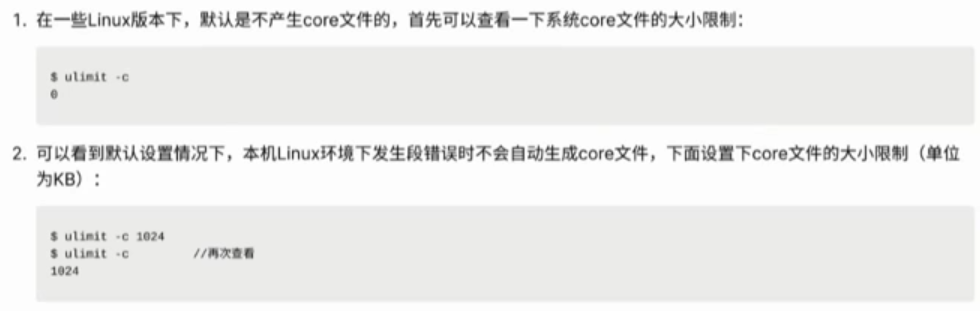 1. 在一些Linux版本下，默认是不产生core文件的，首先可以查看一下系统core文件的大小限制：
$ ulimit -c
0
2. 可以看到默认设置情况下，本机Linux环境下发生段错误时不会自动生成core文件，下面设置下core文件的大小限制（单位
为KB）：
$ ulimit -c 1024
$ ulimit -c //再次查看
1024